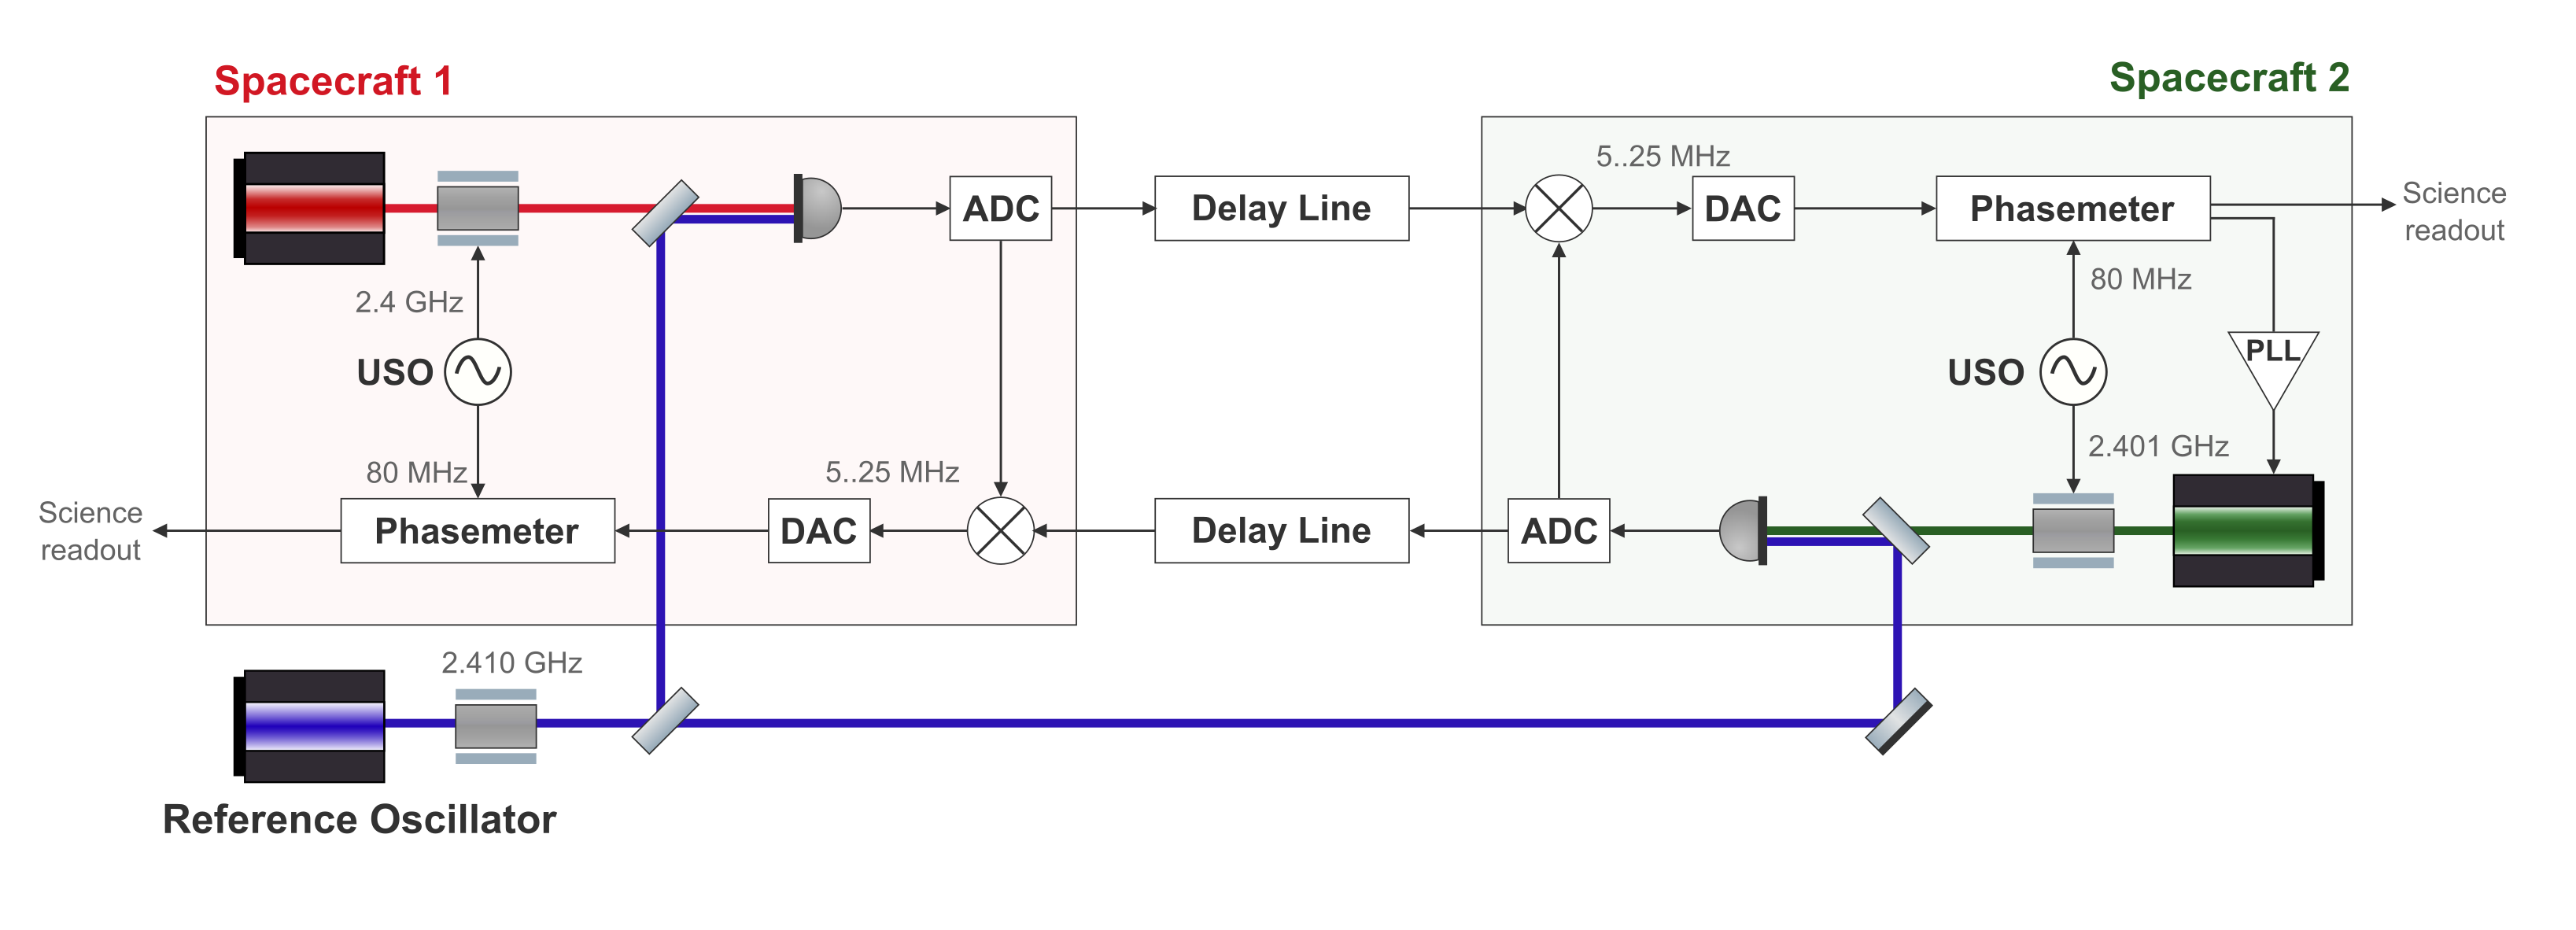 Spacecraft 1
Spacecraft 2
5..25 MHz
ADC
Delay Line
DAC
Phasemeter
Science
readout
2.4 GHz
80 MHz
USO
USO
PLL
80 MHz
5..25 MHz
2.401 GHz
Science
readout
Phasemeter
DAC
Delay Line
ADC
2.410 GHz
Reference Oscillator